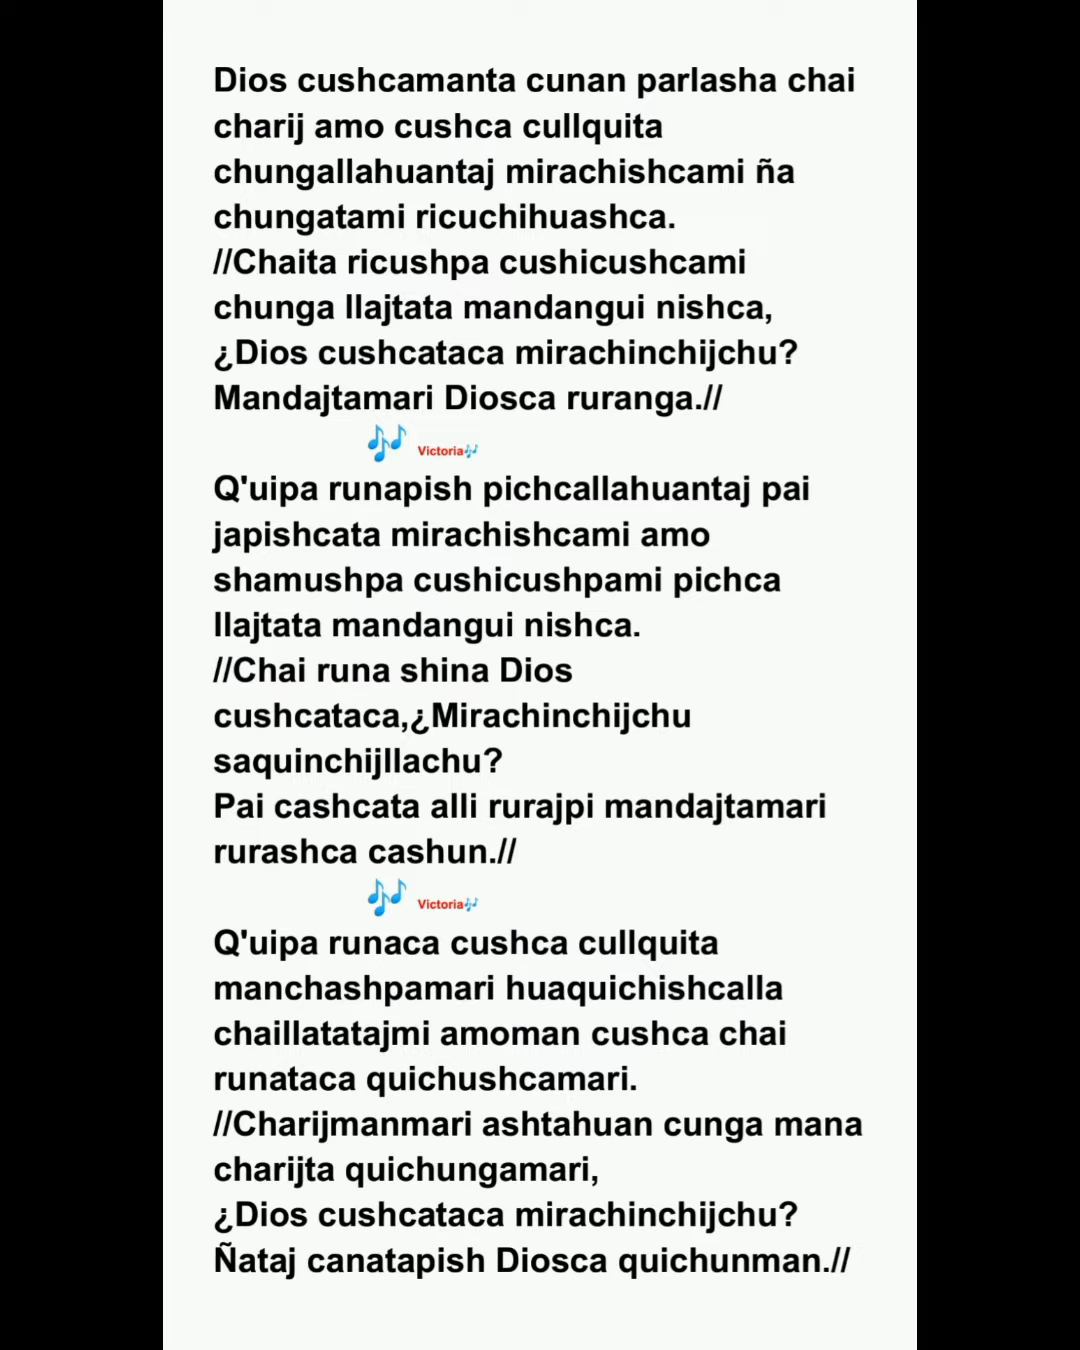 Dios cushcamanta cunan parlasha chai
charij amo cushca cullquita
chungallahuantaj mirachishcami ña
chungatami ricuchihuashca.
//Chaita ricushpa cushicushcami
chunga llajtata mandangui nishca,
¿Dios cushcataca mirachinchijchu?
Mandajtamari Diosca ruranga.//
🎶 Victoria🎶
Q'uipa runapish pichcallahuantaj pai
japishcata mirachishcami amo
shamushpa cushicushpami pichca
llajtata mandangui nishca.
//Chai runa shina Dios
cushcataca,¿Mirachinchijchu
saquinchijllachu?
Pai cashcata alli rurajpi mandajtamari
rurashca cashun.//
🎶 Victoria🎶
Q'uipa runaca cushca cullquita
manchashpamari huaquichishcalla
chaillatatajmi amoman cushca chai
runataca quichushcamari.
//Charijmanmari ashtahuan cunga mana
charijta quichungamari,
¿Dios cushcataca mirachinchijchu?
Ñataj canatapish Diosca quichunman.//